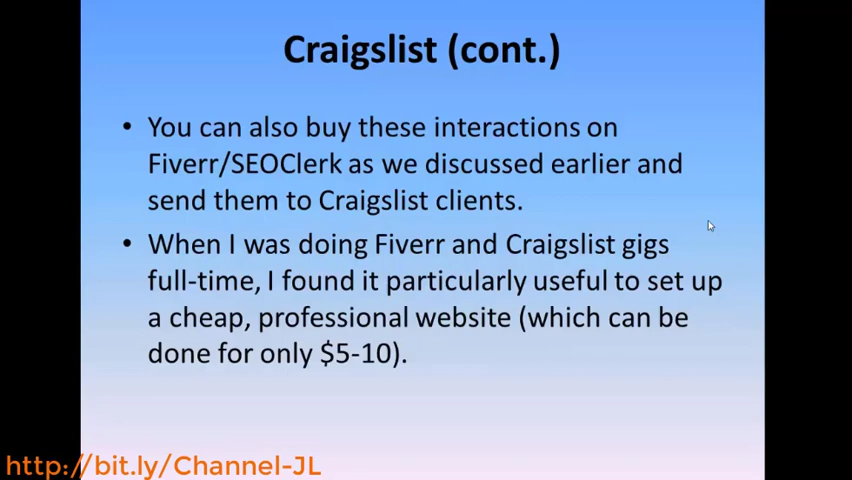 Craigslist (cont.)
• You can also buy these interactions on
Fiverr/SEOClerk as we discussed earlier and
send them to Craigslist clients.
• When I was doing Fiverr and Craigslist gigs
full-time, I found it particularly useful to set up
a cheap, professional website (which can be
done for only $5-10).
http://bit.ly/Channel-JL